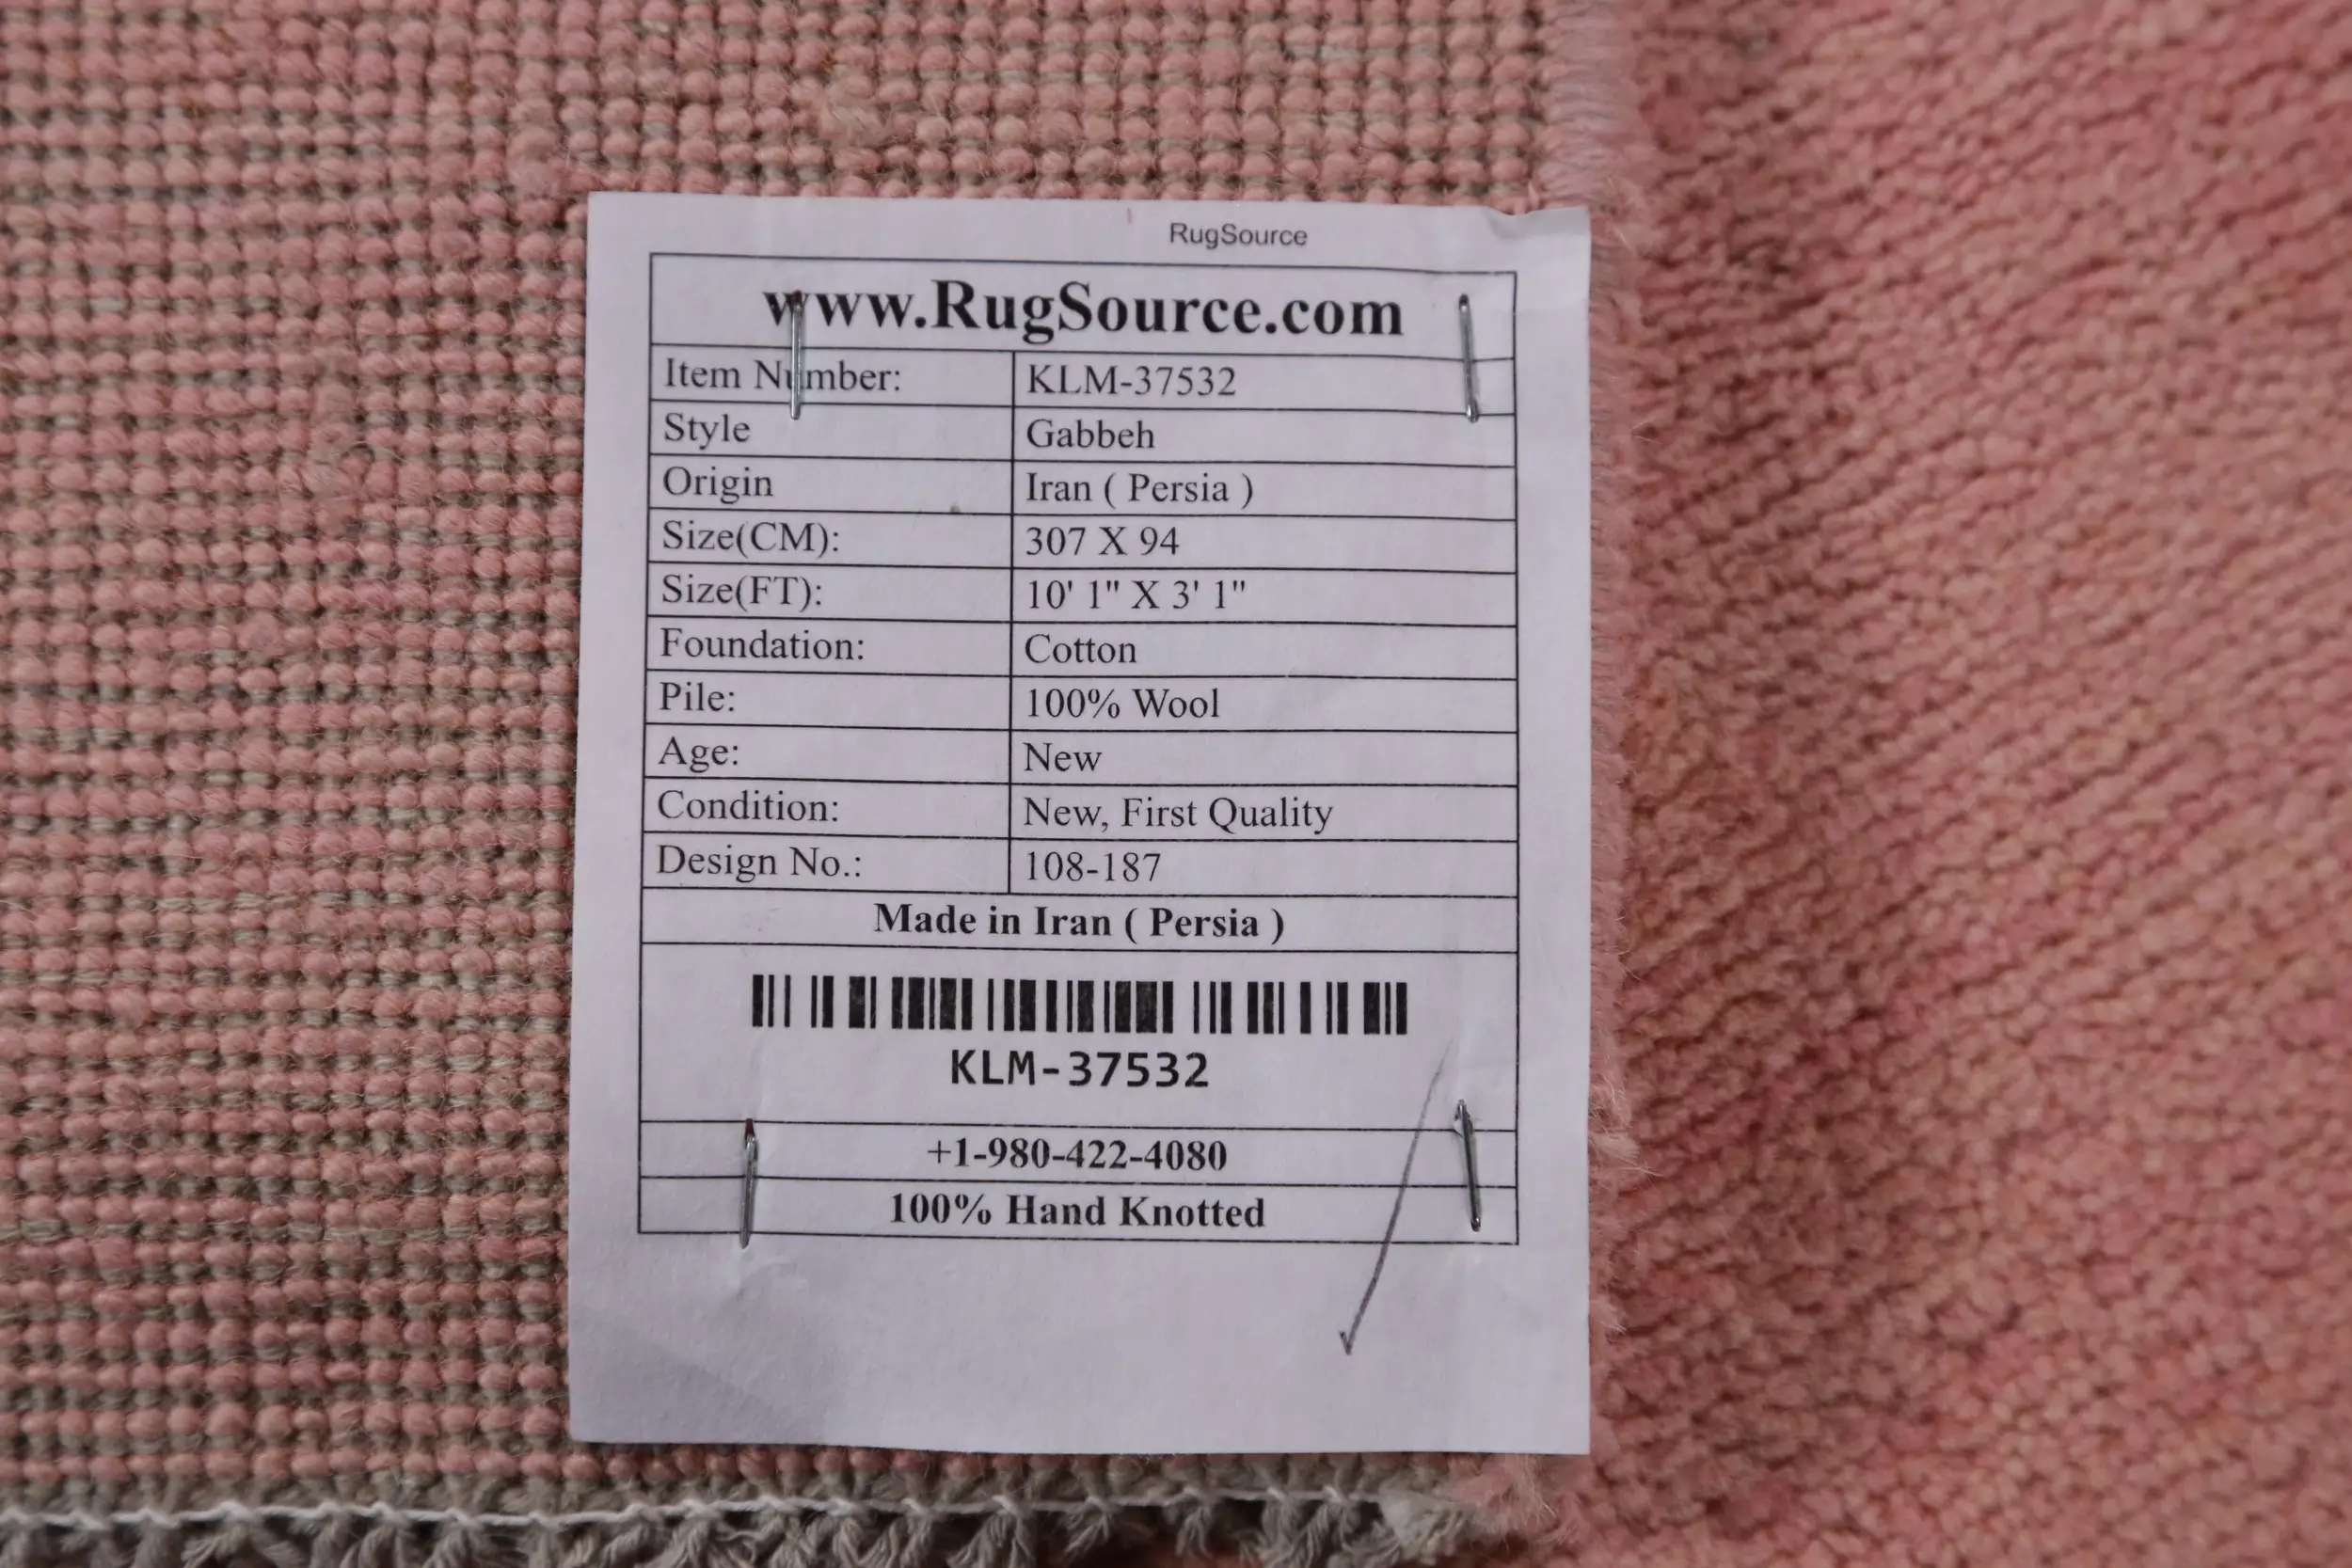 RugSource
www.RugSource.com
Item Number: KLM-37532
Style Gabbeh
Origin Iran ( Persia )
Size(CM): 307 X 94
Size(FT): 10' 1" X 3' 1"
Foundation: Cotton
Pile: 100% Wool
Age: New
Condition: New, First Quality
Design No.: 108-187
Made in Iran ( Persia )
KLM-37532
+1-980-422-4080
100% Hand Knotted